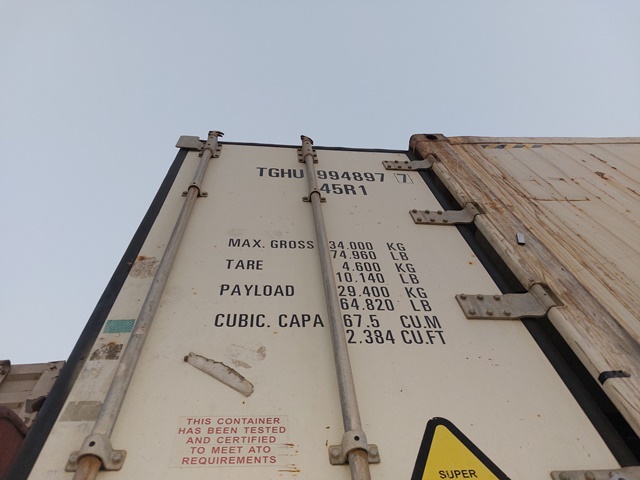 TGHU 994897 7
45R1
MAX. GROSS 34.000 KG
74.960 LB
TARE 4.600 KG
10.140 LB
PAYLOAD 29.400 KG
64.820 LB
CUBIC. CAPA 67.5 CU.M
2.384 CU.FT
THIS CONTAINER
HAS BEEN TESTED
AND CERTIFIED
TO MEET ATO
REQUIREMENTS
SUPER